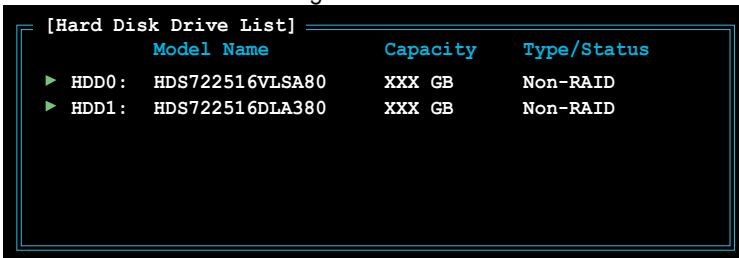 [Hard Disk Drive List]
Model Name Capacity Type/Status
HDD0: HDS722516VLSA80 XXX GB Non-RAID
HDD1: HDS722516DLA380 XXX GB Non-RAID